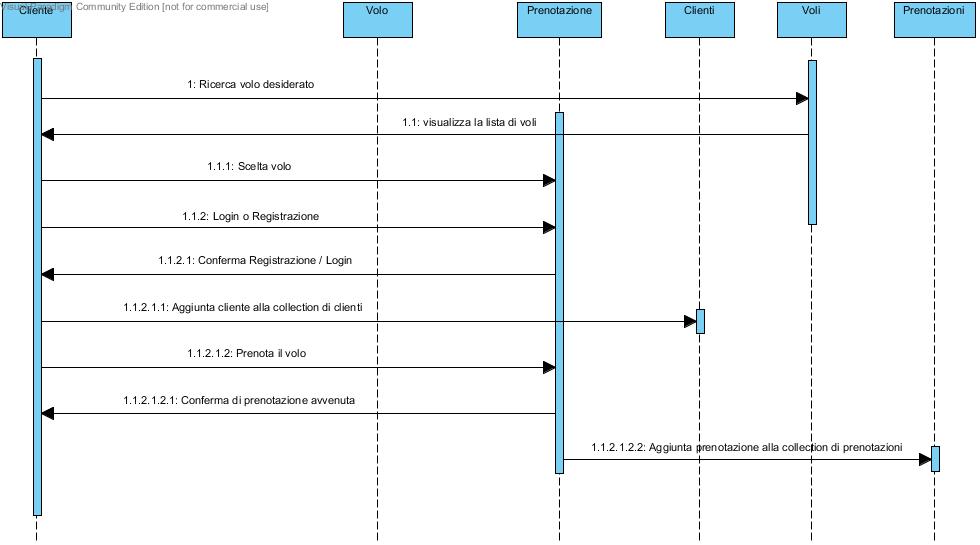 Visual Paradigm Community Edition [not for commercial use]
Cliente
Volo
Prenotazione
Clienti
Voli
Prenotazioni
1: Ricerca volo desiderato
1.1: visualizza la lista di voli
1.1.1: Scelta volo
1.1.2: Login o Registrazione
1.1.2.1: Conferma Registrazione / Login
1.1.2.1.1: Aggiunta cliente alla collection di clienti
1.1.2.1.2: Prenota il volo
1.1.2.1.2.1: Conferma di prenotazione avvenuta
1.1.2.1.2.2: Aggiunta prenotazione alla collection di prenotazioni